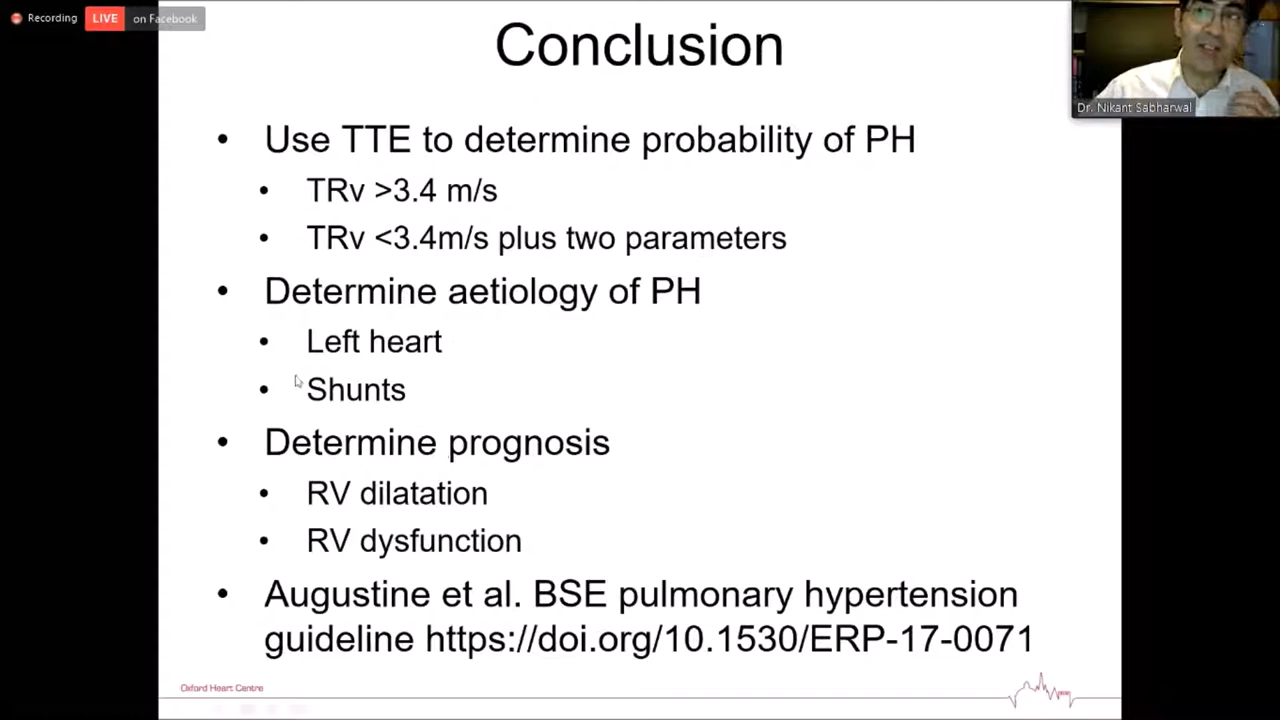 Recording
LIVE on Facebook
Conclusion
Dr. Nikant Sabharwal
• Use TTE to determine probability of PH
• TRv >3.4 m/s
• TRv <3.4m/s plus two parameters
• Determine aetiology of PH
• Left heart
• Shunts
• Determine prognosis
• RV dilatation
• RV dysfunction
• Augustine et al. BSE pulmonary hypertension
guideline https://doi.org/10.1530/ERP-17-0071
Oxford Heart Centre